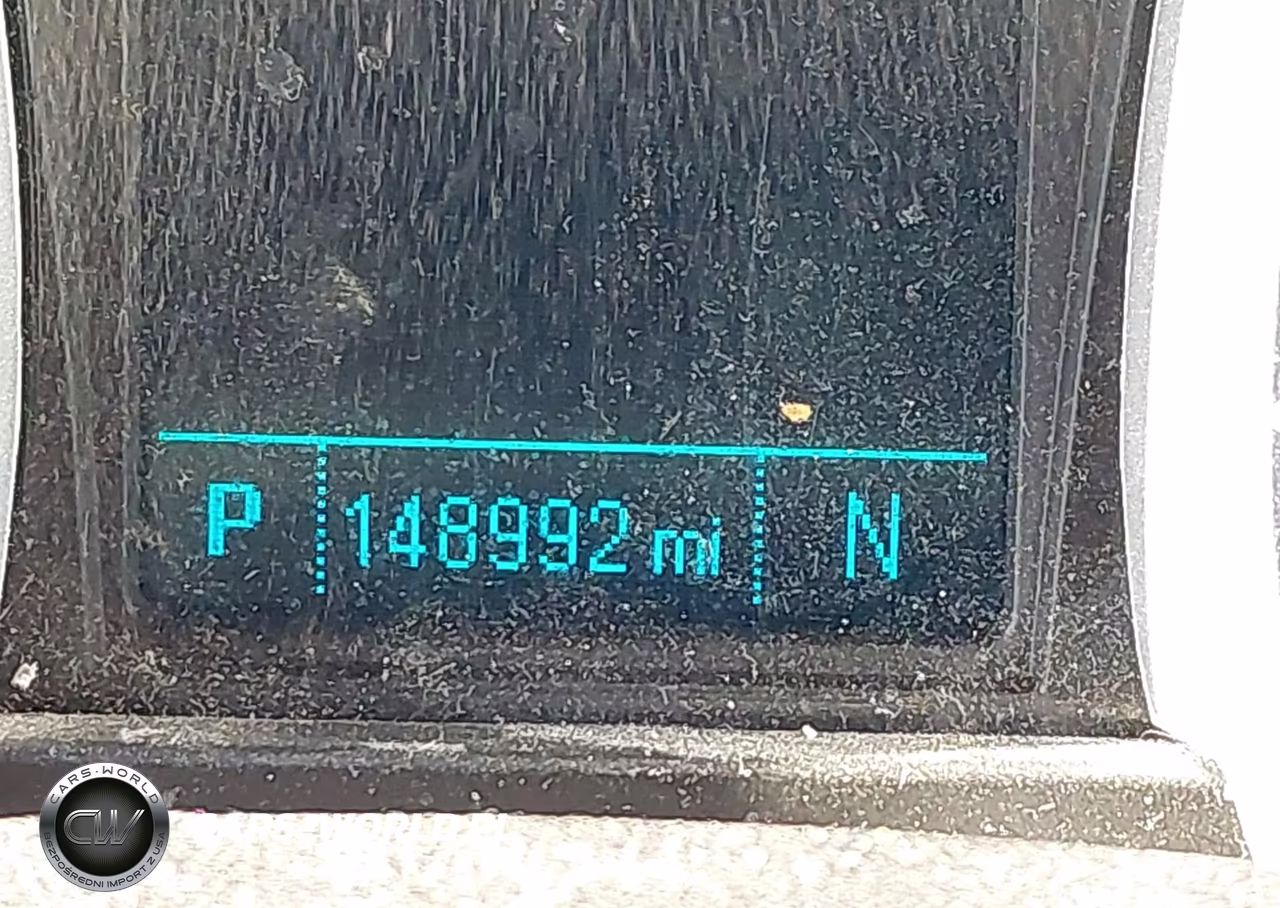 P 148992 mi N
CARS-WORLD
CW
BEZPOŚREDNI IMPORT Z USA